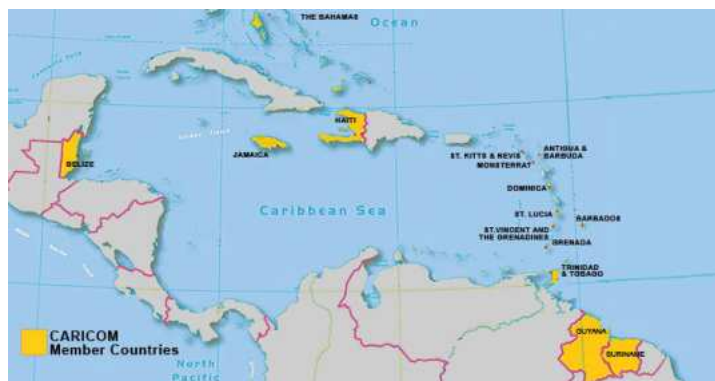 THE BAHAMAS
Ocean
HAITI
JAMAICA
BELIZE
ST. KITTS & NEVIS
ANTIGUA &
BARBUDA
MONSTERRAT
DOMINICA
Caribbean Sea
ST. LUCIA
BARBADOS
ST.VINCENT AND
THE GRENADINES
GRENADA
TRINIDAD
& TOBAGO
GUYANA
SURINAME
CARICOM
Member Countries
North
Pacific